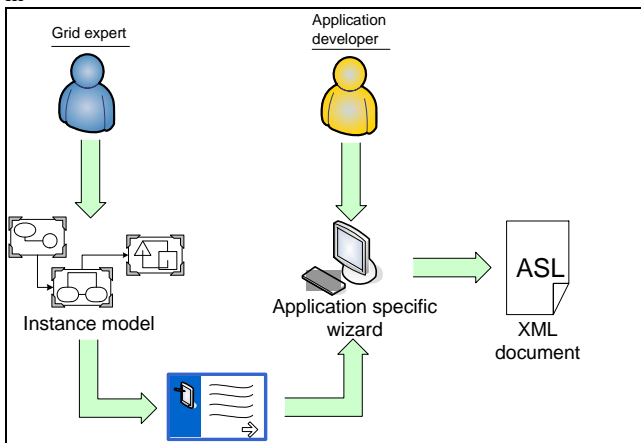 Grid expert
Application
developer
Instance model
Application specific
wizard
ASL
XML
document